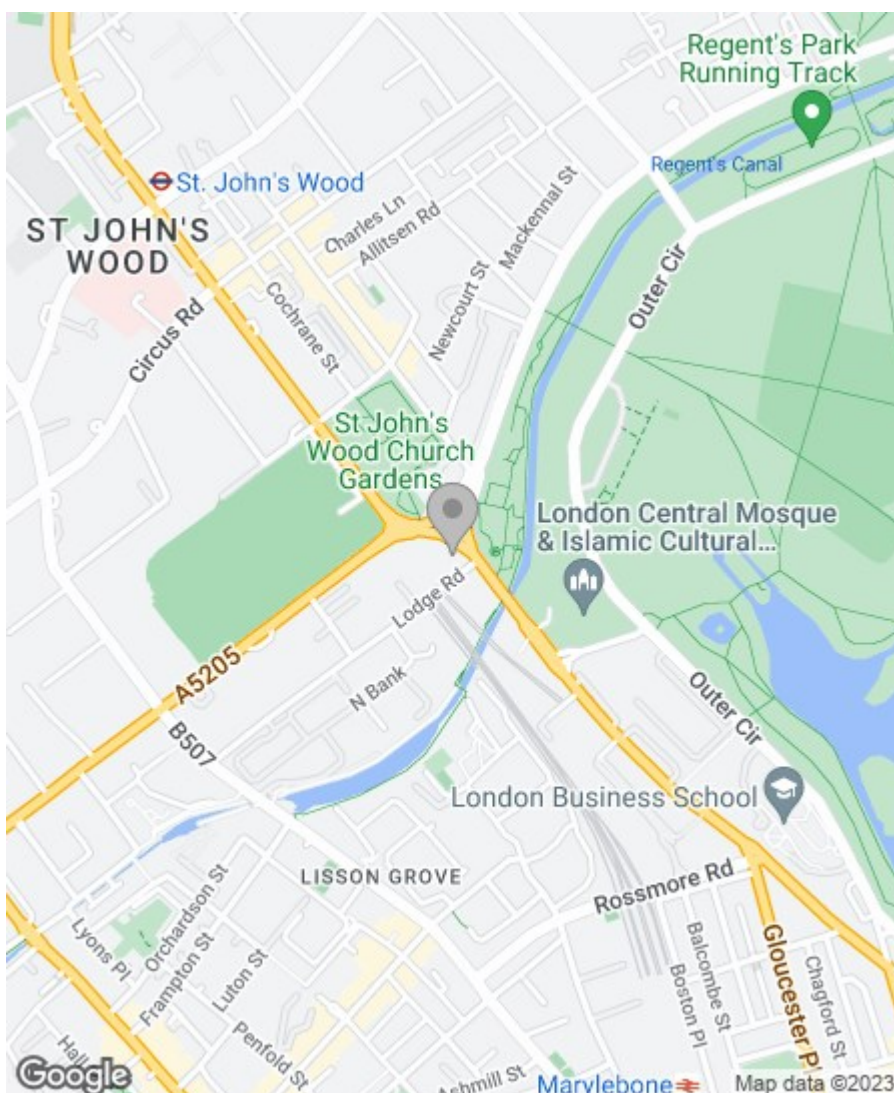 Regent's Park
Running Track
Regent's Canal
St. John's Wood
ST JOHN'S
WOOD
Charles Ln
Allitsen Rd
Mackennal St
Newcourt St
Cochrane St
Circus Rd
Outer Cir
St John's
Wood Church
Gardens
London Central Mosque
& Islamic Cultural...
Lodge Rd
A5205
N Bank
Outer Cir
B507
London Business School
LISSON GROVE
Rossmore Rd
Orchardson St
Lyons Pl
Frampton St
Luton St
Penfold St
Balcombe St
Boston Pl
Gloucester Pl
Chagford St
Hall
Ashmill St
Marylebone
Google
Map data ©2023